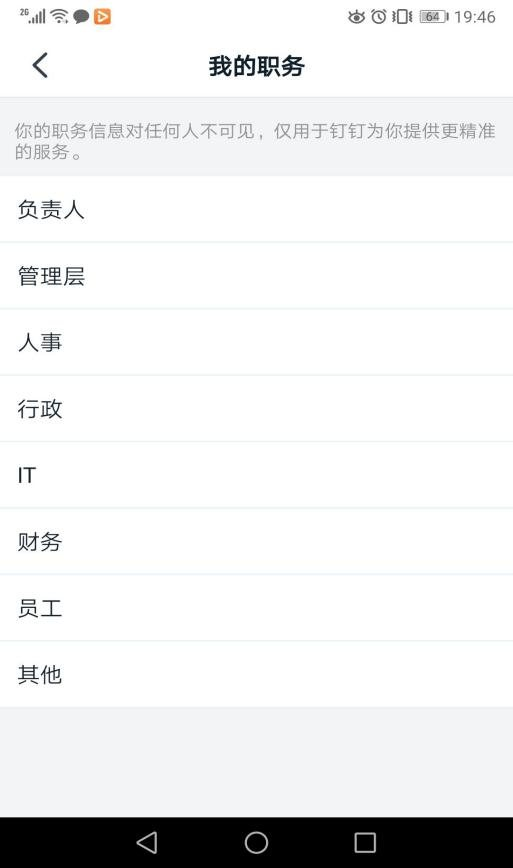 2G 64 19:46
我的职务
你的职务信息对任何人不可见，仅用于钉钉为你提供更精准
的服务。
负责人
管理层
人事
行政
IT
财务
员工
其他